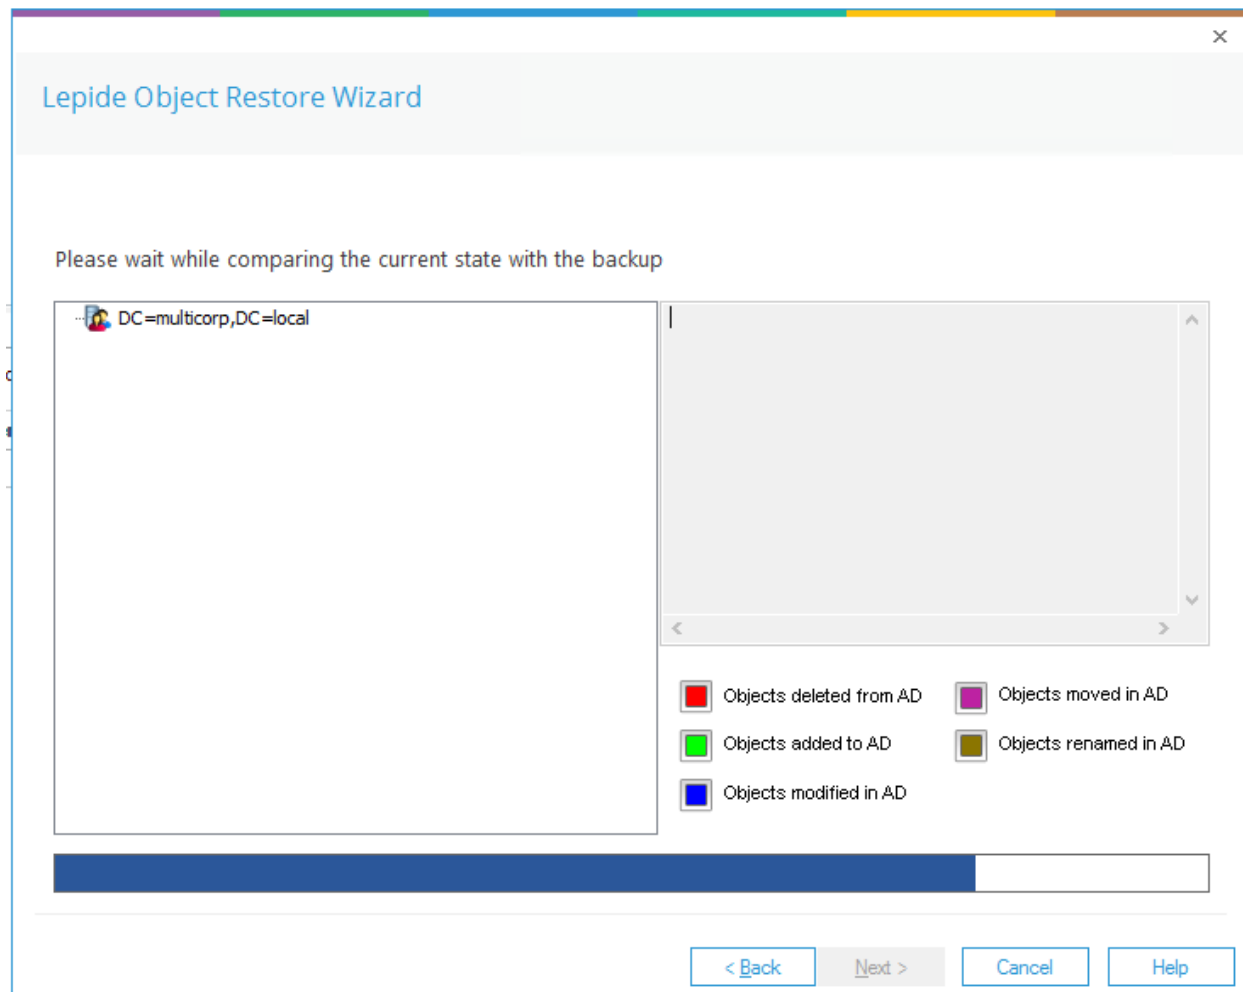 Lepide Object Restore Wizard
Please wait while comparing the current state with the backup
DC=multicorp,DC=local
Objects deleted from AD
Objects moved in AD
Objects added to AD
Objects renamed in AD
Objects modified in AD
< Back
Next >
Cancel
Help